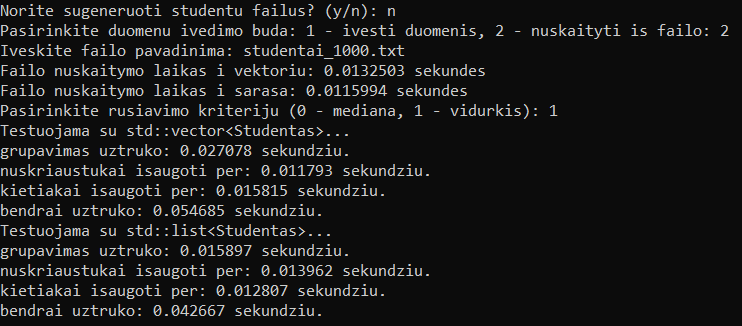 Norite sugeneruoti studentu failus? (y/n): n
Pasirinkite duomenu ivedimo buda: 1 - ivesti duomenis, 2 - nuskaityti is failo: 2
Iveskite failo pavadinima: studentai_1000.txt
Failo nuskaitymo laikas i vektoriu: 0.0132503 sekundes
Failo nuskaitymo laikas i sarasa: 0.0115994 sekundes
Pasirinkite rusiavimo kriteriju (0 - mediana, 1 - vidurkis): 1
Testuojama su std::vector<Studentas>...
grupavimas uztruko: 0.027078 sekundziu.
nuskriaustukai isaugoti per: 0.011793 sekundziu.
kietiakai isaugoti per: 0.015815 sekundziu.
bendrai uztruko: 0.054685 sekundziu.
Testuojama su std::list<Studentas>...
grupavimas uztruko: 0.015897 sekundziu.
nuskriaustukai isaugoti per: 0.013962 sekundziu.
kietiakai isaugoti per: 0.012807 sekundziu.
bendrai uztruko: 0.042667 sekundziu.